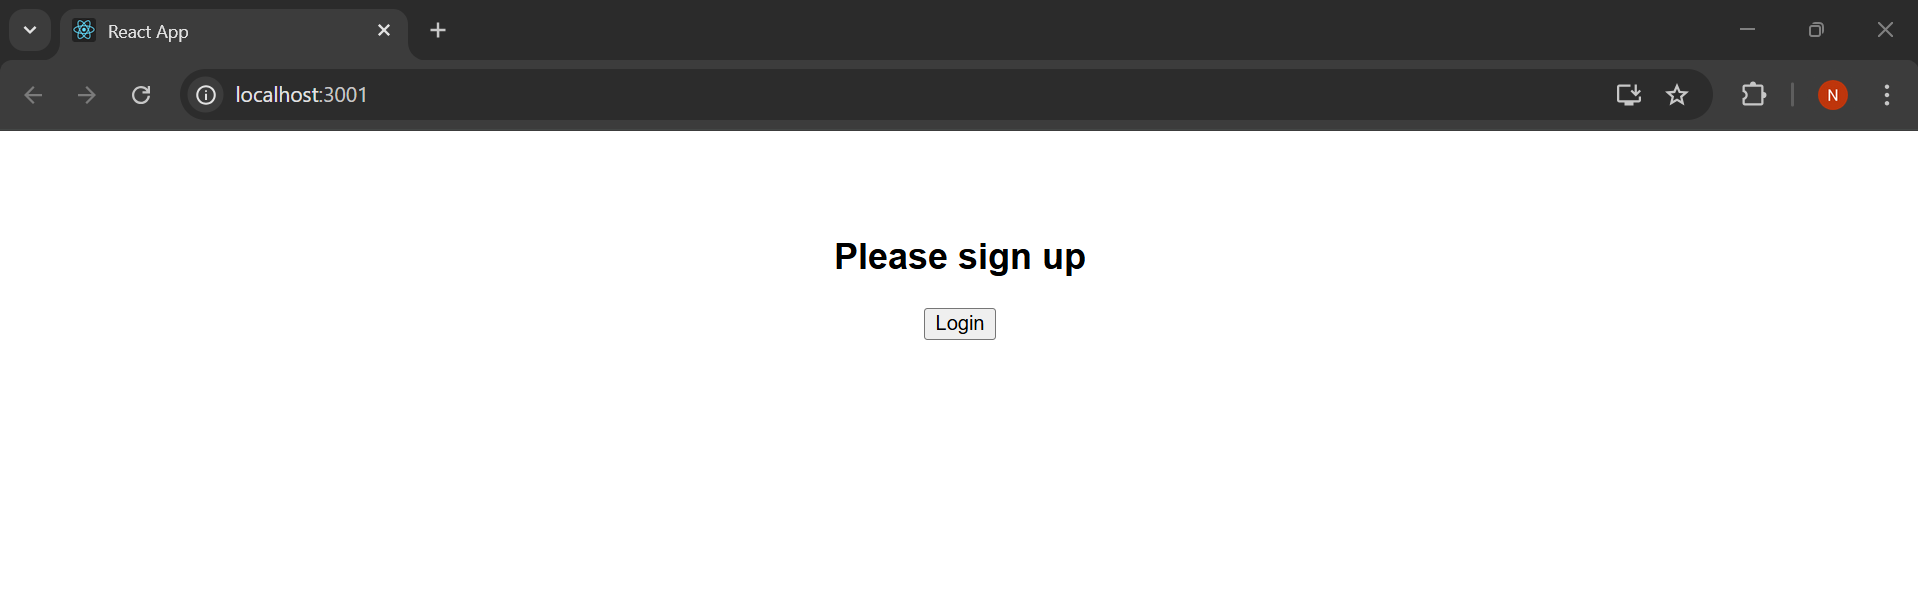 React App
localhost:3001
N
Please sign up
Login